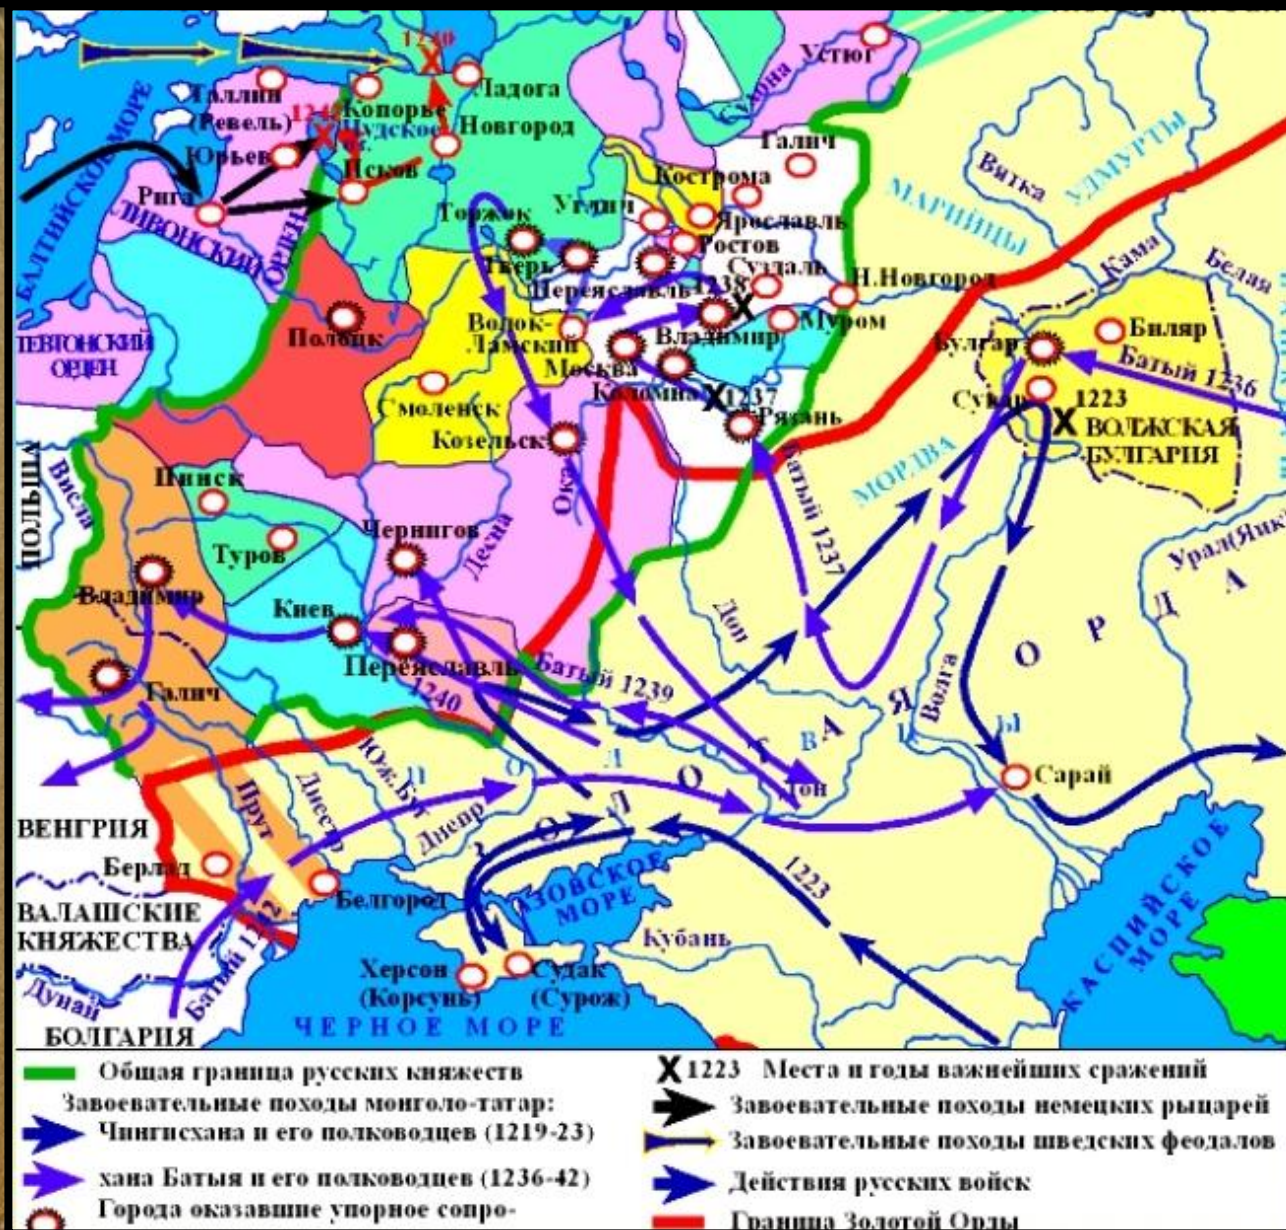 1240
Устюг
Сухона
Таллин
(Ревель)
Копорье
Ладога
Чудское
оз.
Новгород
Юрьев
Псков
Рига
ЛИВОНСКИЙ
ОРДЕН
БАЛТИЙСКОЕ МОРЕ
Галич
Кострома
Вятка
УДМУРТЫ
МАРИЙЦЫ
Торжок
Углич
Ярославль
Ростов
Тверь
Суздаль
Переяславль
1238
Н.Новгород
Кама
Белая
ТЕВТОНСКИЙ
ОРДЕН
Полоцк
Волок-
Ламский
Владимир
Муром
Москва
Булгар
Биляр
Батый 1236
Смоленск
Коломна
1237
Рязань
Сувар
1223
ВОЛЖСКАЯ
БУЛГАРИЯ
Козельск
МОРДВА
ПОЛЬША
Висла
Пинск
Туров
Чернигов
Десна
Ока
Батый 1237
Урал(Яик)
Владимир
Киев
Дон
Переяславль
Батый 1239
1240
Галич
Волга
ЗОЛОТАЯ ОРДА
ПОЛОВЦЫ
Прут
Днестр
Юж.Буг
Днепр
Дон
Сарай
ВЕНГРИЯ
Берлад
Белгород
ВАЛАШСКИЕ
КНЯЖЕСТВА
Батый 1242
Дунай
БОЛГАРИЯ
АЗОВСКОЕ
МОРЕ
1223
Кубань
Херсон
(Корсунь)
Судак
(Сурож)
ЧЕРНОЕ МОРЕ
КАСПИЙСКОЕ
МОРЕ
Общая граница русских княжеств
Завоевательные походы монголо-татар:
Чингисхана и его полководцев (1219-23)
хана Батыя и его полководцев (1236-42)
Города оказавшие упорное сопро-
X 1223 Места и годы важнейших сражений
Завоевательные походы немецких рыцарей
Завоевательные походы шведских феодалов
Действия русских войск
Граница Золотой Орды